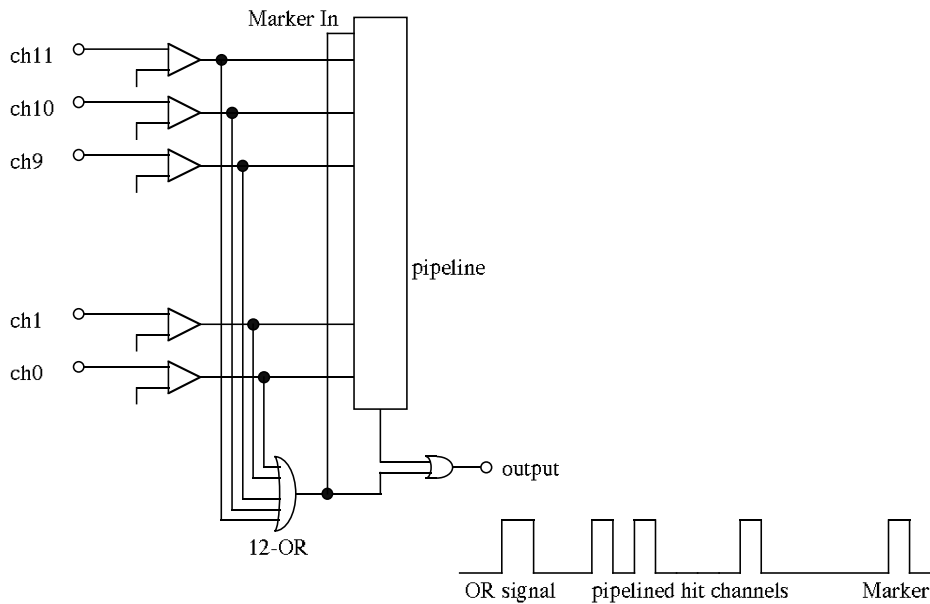 Marker In
ch11
ch10
ch9
pipeline
ch1
ch0
output
12-OR
OR signal
pipelined hit channels
Marker